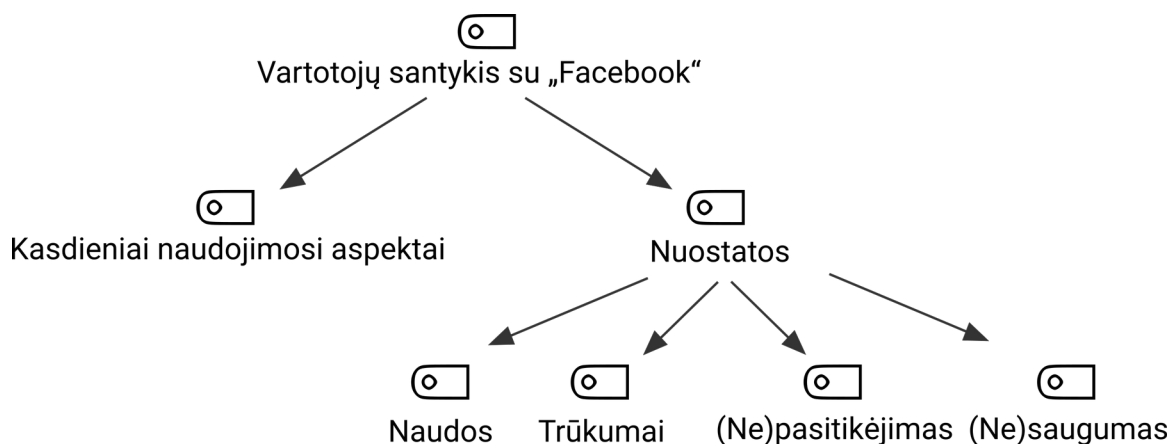 Vartotojų santykis su „Facebook“
Kasdieniai naudojimosi aspektai
Nuostatos
Naudos
Trūkumai
(Ne)pasitikėjimas
(Ne)saugumas